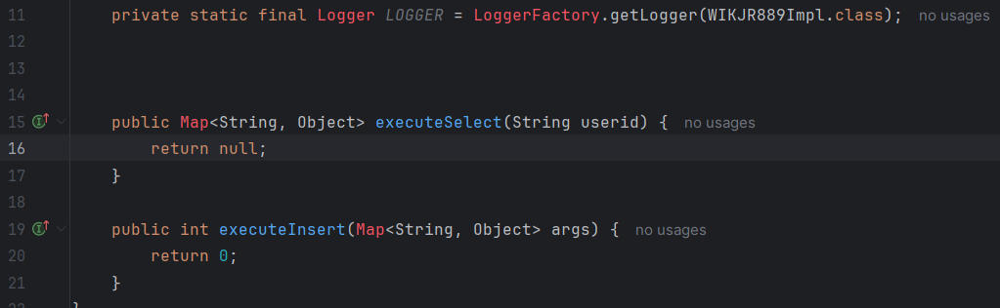 11 private static final Logger LOGGER = LoggerFactory.getLogger(WIKJR889Impl.class); no usages
12
13
14
15 public Map<String, Object> executeSelect(String userid) { no usages
16 return null;
17 }
18
19 public int executeInsert(Map<String, Object> args) { no usages
20 return 0;
21 }
22 }